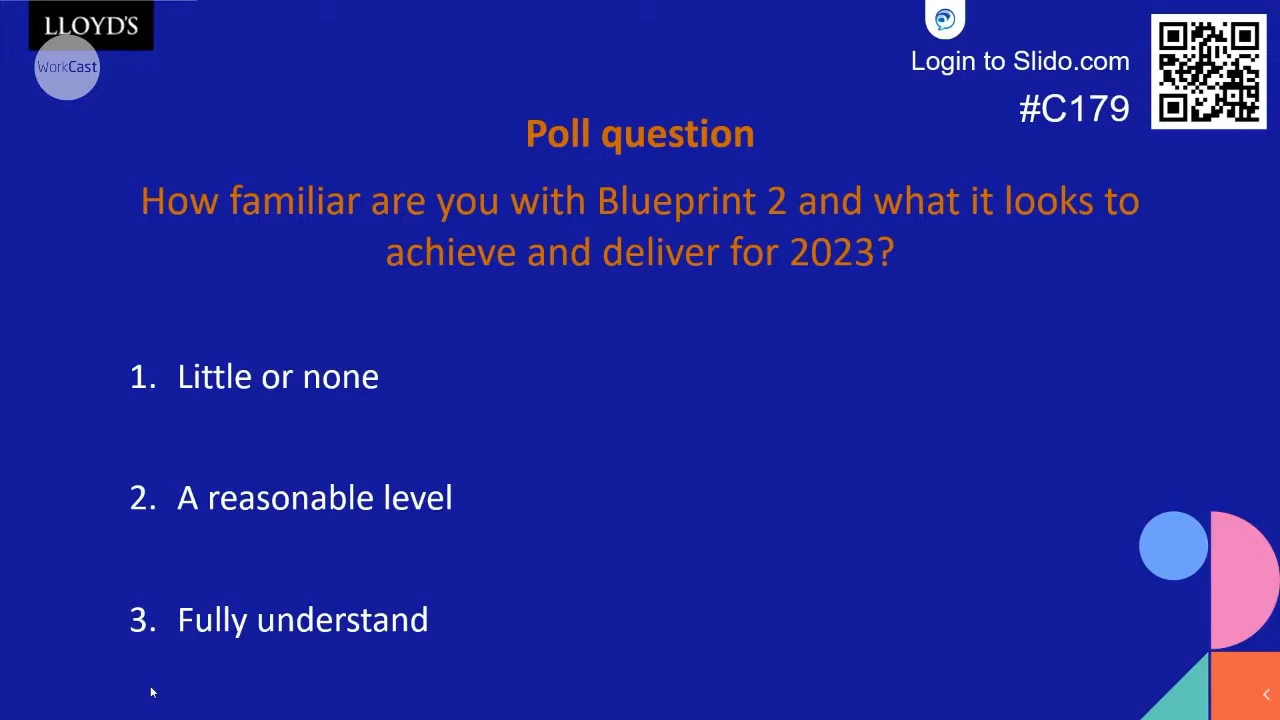 LLOYD'S
WorkCast
Login to Slido.com
#C179
Poll question
How familiar are you with Blueprint 2 and what it looks to
achieve and deliver for 2023?
1. Little or none
2. A reasonable level
3. Fully understand